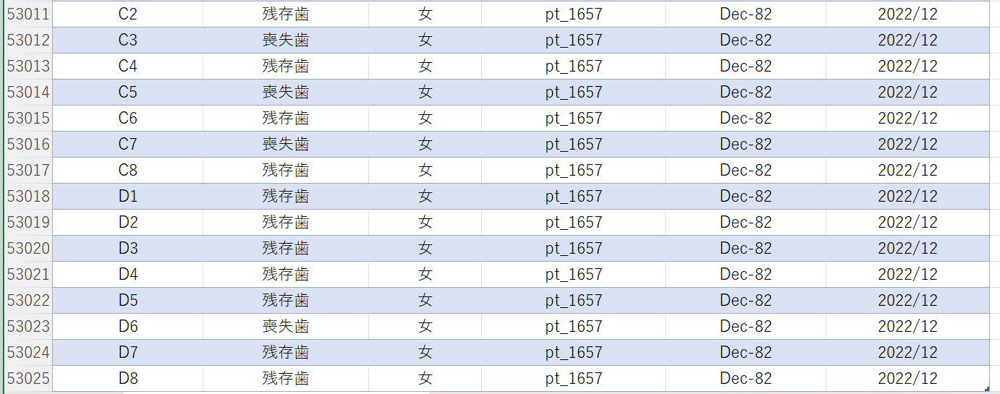 53011 C2 残存歯 女 pt_1657 Dec-82 2022/12
53012 C3 喪失歯 女 pt_1657 Dec-82 2022/12
53013 C4 残存歯 女 pt_1657 Dec-82 2022/12
53014 C5 喪失歯 女 pt_1657 Dec-82 2022/12
53015 C6 残存歯 女 pt_1657 Dec-82 2022/12
53016 C7 喪失歯 女 pt_1657 Dec-82 2022/12
53017 C8 残存歯 女 pt_1657 Dec-82 2022/12
53018 D1 残存歯 女 pt_1657 Dec-82 2022/12
53019 D2 残存歯 女 pt_1657 Dec-82 2022/12
53020 D3 残存歯 女 pt_1657 Dec-82 2022/12
53021 D4 残存歯 女 pt_1657 Dec-82 2022/12
53022 D5 残存歯 女 pt_1657 Dec-82 2022/12
53023 D6 喪失歯 女 pt_1657 Dec-82 2022/12
53024 D7 残存歯 女 pt_1657 Dec-82 2022/12
53025 D8 残存歯 女 pt_1657 Dec-82 2022/12